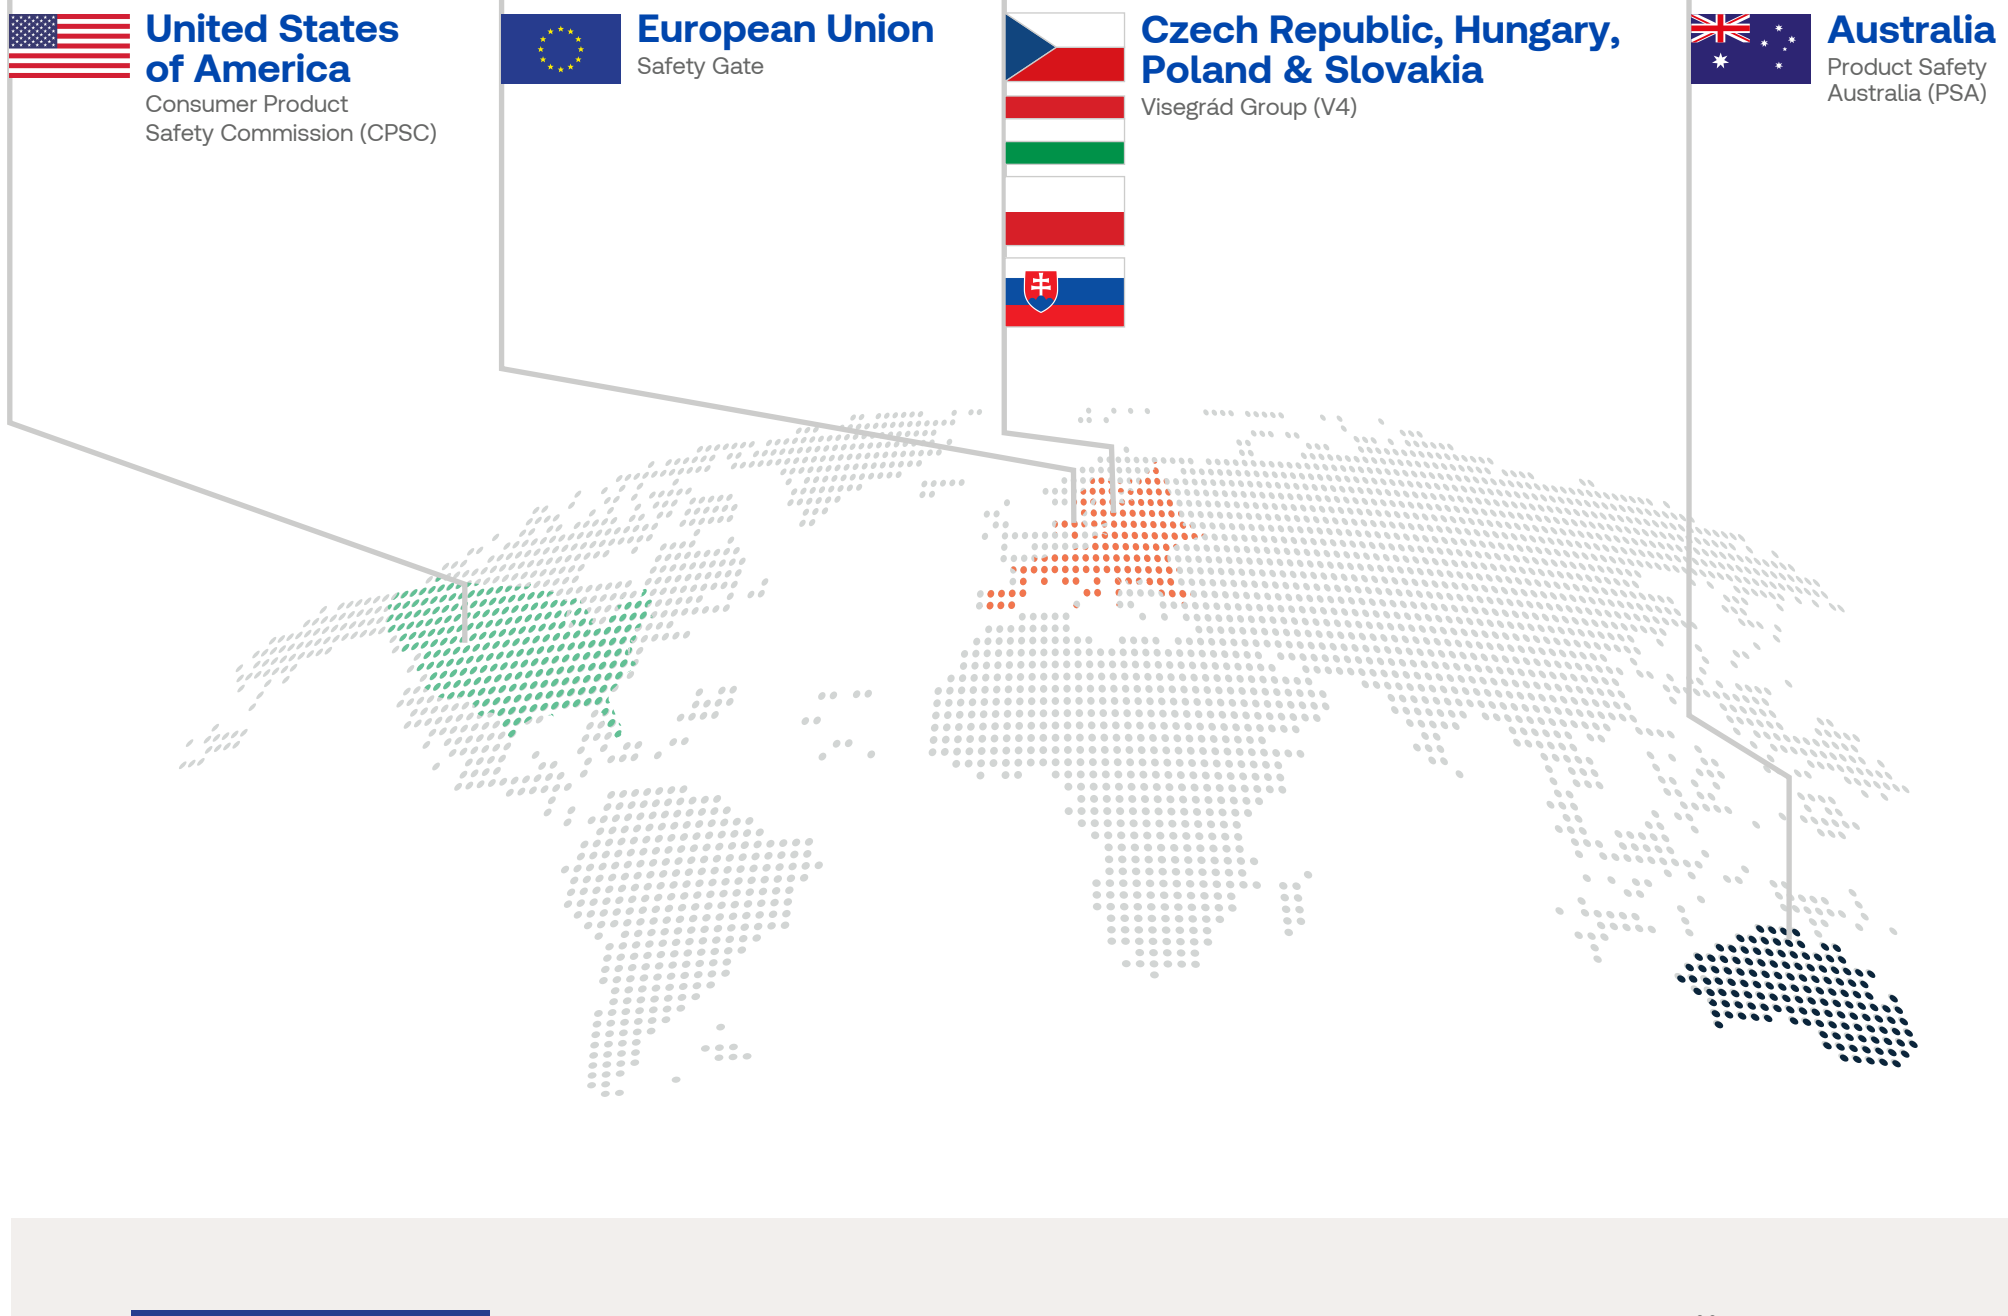 United States
of America
Consumer Product
Safety Commission (CPSC)
European Union
Safety Gate
Czech Republic, Hungary,
Poland & Slovakia
Visegrád Group (V4)
Australia
Product Safety
Australia (PSA)